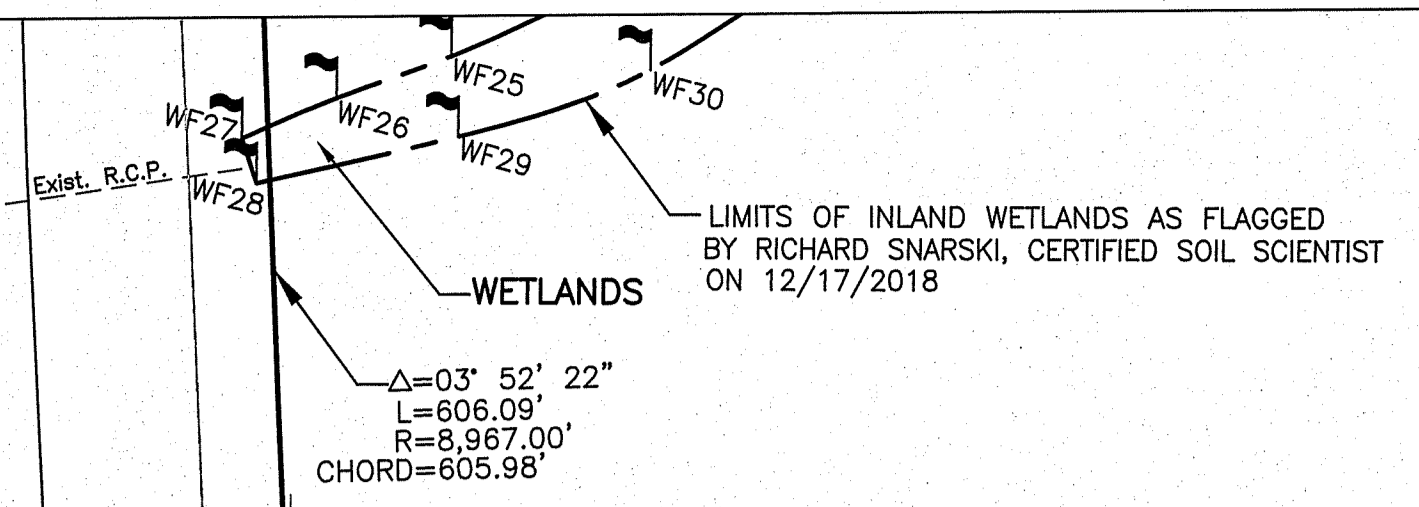 WF25
WF30
WF26
WF27
WF29
Exist. R.C.P.
WF28
LIMITS OF INLAND WETLANDS AS FLAGGED
BY RICHARD SNARSKI, CERTIFIED SOIL SCIENTIST
ON 12/17/2018
WETLANDS
Δ=03° 52' 22"
L=606.09'
R=8,967.00'
CHORD=605.98'